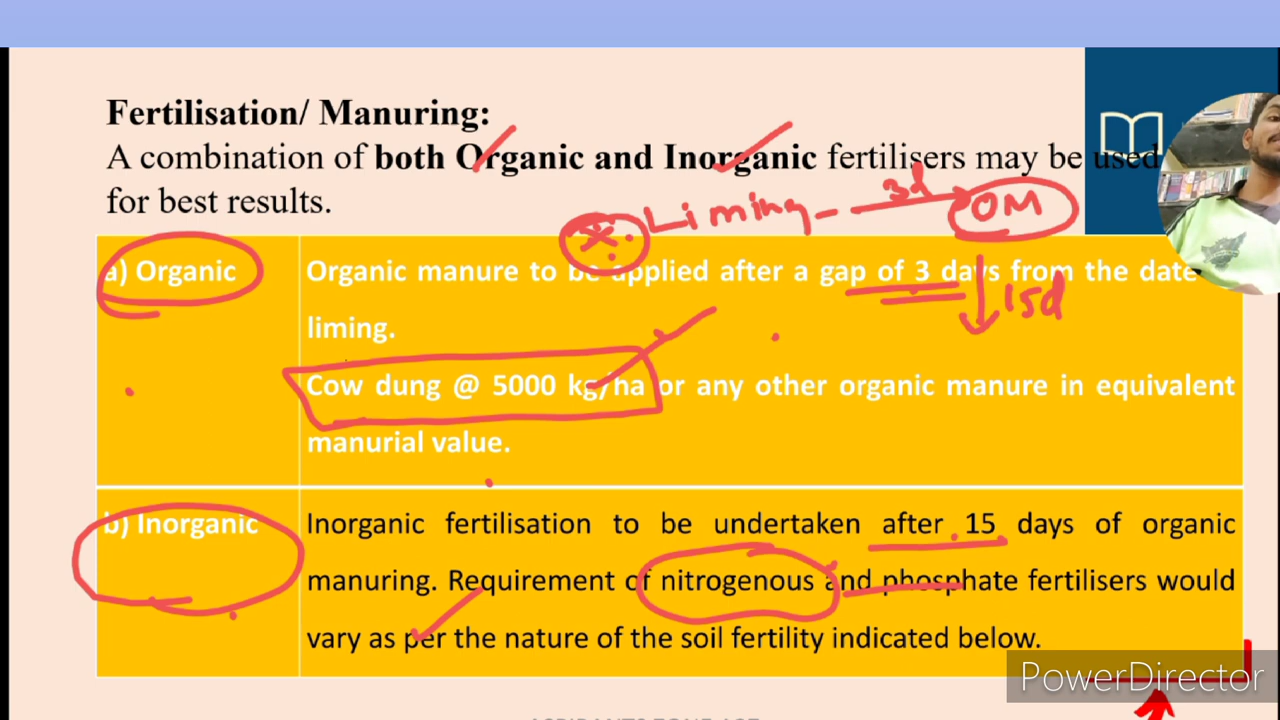 Fertilisation/ Manuring:
A combination of both Organic and Inorganic fertilisers may be used
for best results.
Liming 3d OM
a) Organic
Organic manure to be applied after a gap of 3 days from the date
15d
liming.
Cow dung @ 5000 kg/ha or any other organic manure in equivalent
manurial value.
b) Inorganic
Inorganic fertilisation to be undertaken after 15 days of organic
manuring. Requirement of nitrogenous and phosphate fertilisers would
vary as per the nature of the soil fertility indicated below.
PowerDirector